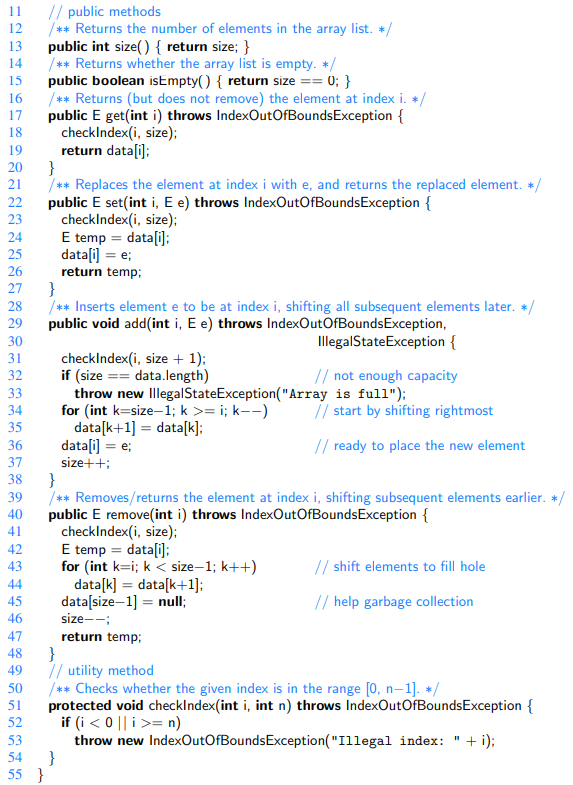 11 // public methods
12 /** Returns the number of elements in the array list. */
13 public int size() { return size; }
14 /** Returns whether the array list is empty. */
15 public boolean isEmpty() { return size == 0; }
16 /** Returns (but does not remove) the element at index i. */
17 public E get(int i) throws IndexOutOfBoundsException {
18 checkIndex(i, size);
19 return data[i];
20 }
21 /** Replaces the element at index i with e, and returns the replaced element. */
22 public E set(int i, E e) throws IndexOutOfBoundsException {
23 checkIndex(i, size);
24 E temp = data[i];
25 data[i] = e;
26 return temp;
27 }
28 /** Inserts element e to be at index i, shifting all subsequent elements later. */
29 public void add(int i, E e) throws IndexOutOfBoundsException,
30 IllegalStateException {
31 checkIndex(i, size + 1);
32 if (size == data.length) // not enough capacity
33 throw new IllegalStateException("Array is full");
34 for (int k=size−1; k >= i; k−−) // start by shifting rightmost
35 data[k+1] = data[k];
36 data[i] = e; // ready to place the new element
37 size++;
38 }
39 /** Removes/returns the element at index i, shifting subsequent elements earlier. */
40 public E remove(int i) throws IndexOutOfBoundsException {
41 checkIndex(i, size);
42 E temp = data[i];
43 for (int k=i; k < size−1; k++) // shift elements to fill hole
44 data[k] = data[k+1];
45 data[size−1] = null; // help garbage collection
46 size−−;
47 return temp;
48 }
49 // utility method
50 /** Checks whether the given index is in the range [0, n−1]. */
51 protected void checkIndex(int i, int n) throws IndexOutOfBoundsException {
52 if (i < 0 || i >= n)
53 throw new IndexOutOfBoundsException("Illegal index: " + i);
54 }
55 }